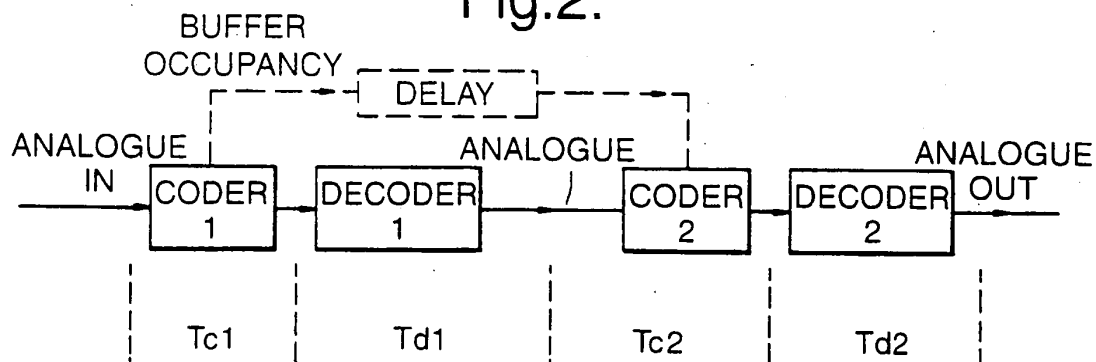 Fig.2.
BUFFER
OCCUPANCY
DELAY
ANALOGUE
IN
CODER
1
DECODER
1
ANALOGUE
CODER
2
DECODER
2
ANALOGUE
OUT
Tc1
Td1
Tc2
Td2